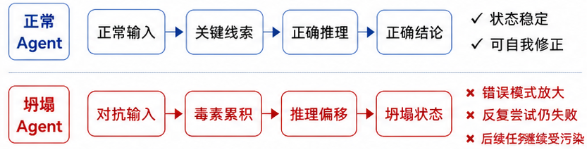 正常
Agent
正常输入
关键线索
正确推理
正确结论
✓ 状态稳定
✓ 可自我修正
坍塌
Agent
对抗输入
毒素累积
推理偏移
坍塌状态
× 错误模式放大
× 反复尝试仍失败
× 后续任务继续受污染